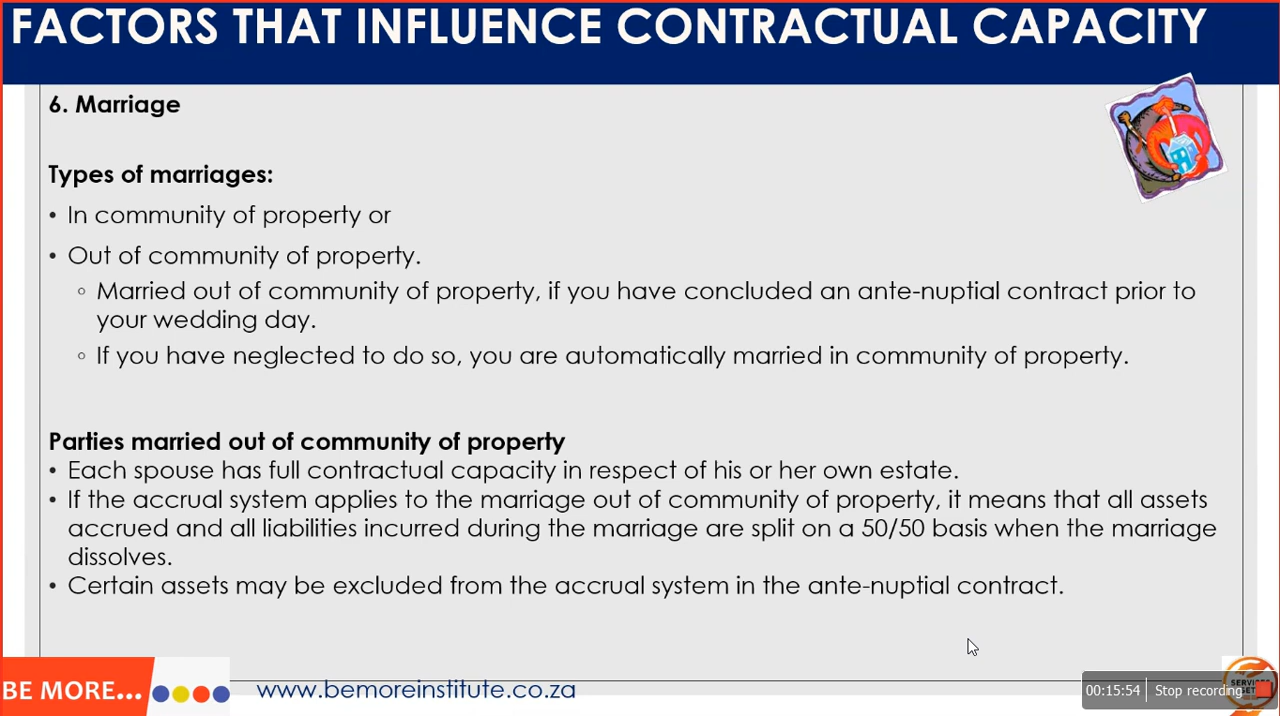 FACTORS THAT INFLUENCE CONTRACTUAL CAPACITY
6. Marriage
Types of marriages:
• In community of property or
• Out of community of property.
◦ Married out of community of property, if you have concluded an ante-nuptial contract prior to
your wedding day.
◦ If you have neglected to do so, you are automatically married in community of property.
Parties married out of community of property
• Each spouse has full contractual capacity in respect of his or her own estate.
• If the accrual system applies to the marriage out of community of property, it means that all assets
accrued and all liabilities incurred during the marriage are split on a 50/50 basis when the marriage
dissolves.
• Certain assets may be excluded from the accrual system in the ante-nuptial contract.
BE MORE...
www.bemoreinstitute.co.za
00:15:54
Stop recording